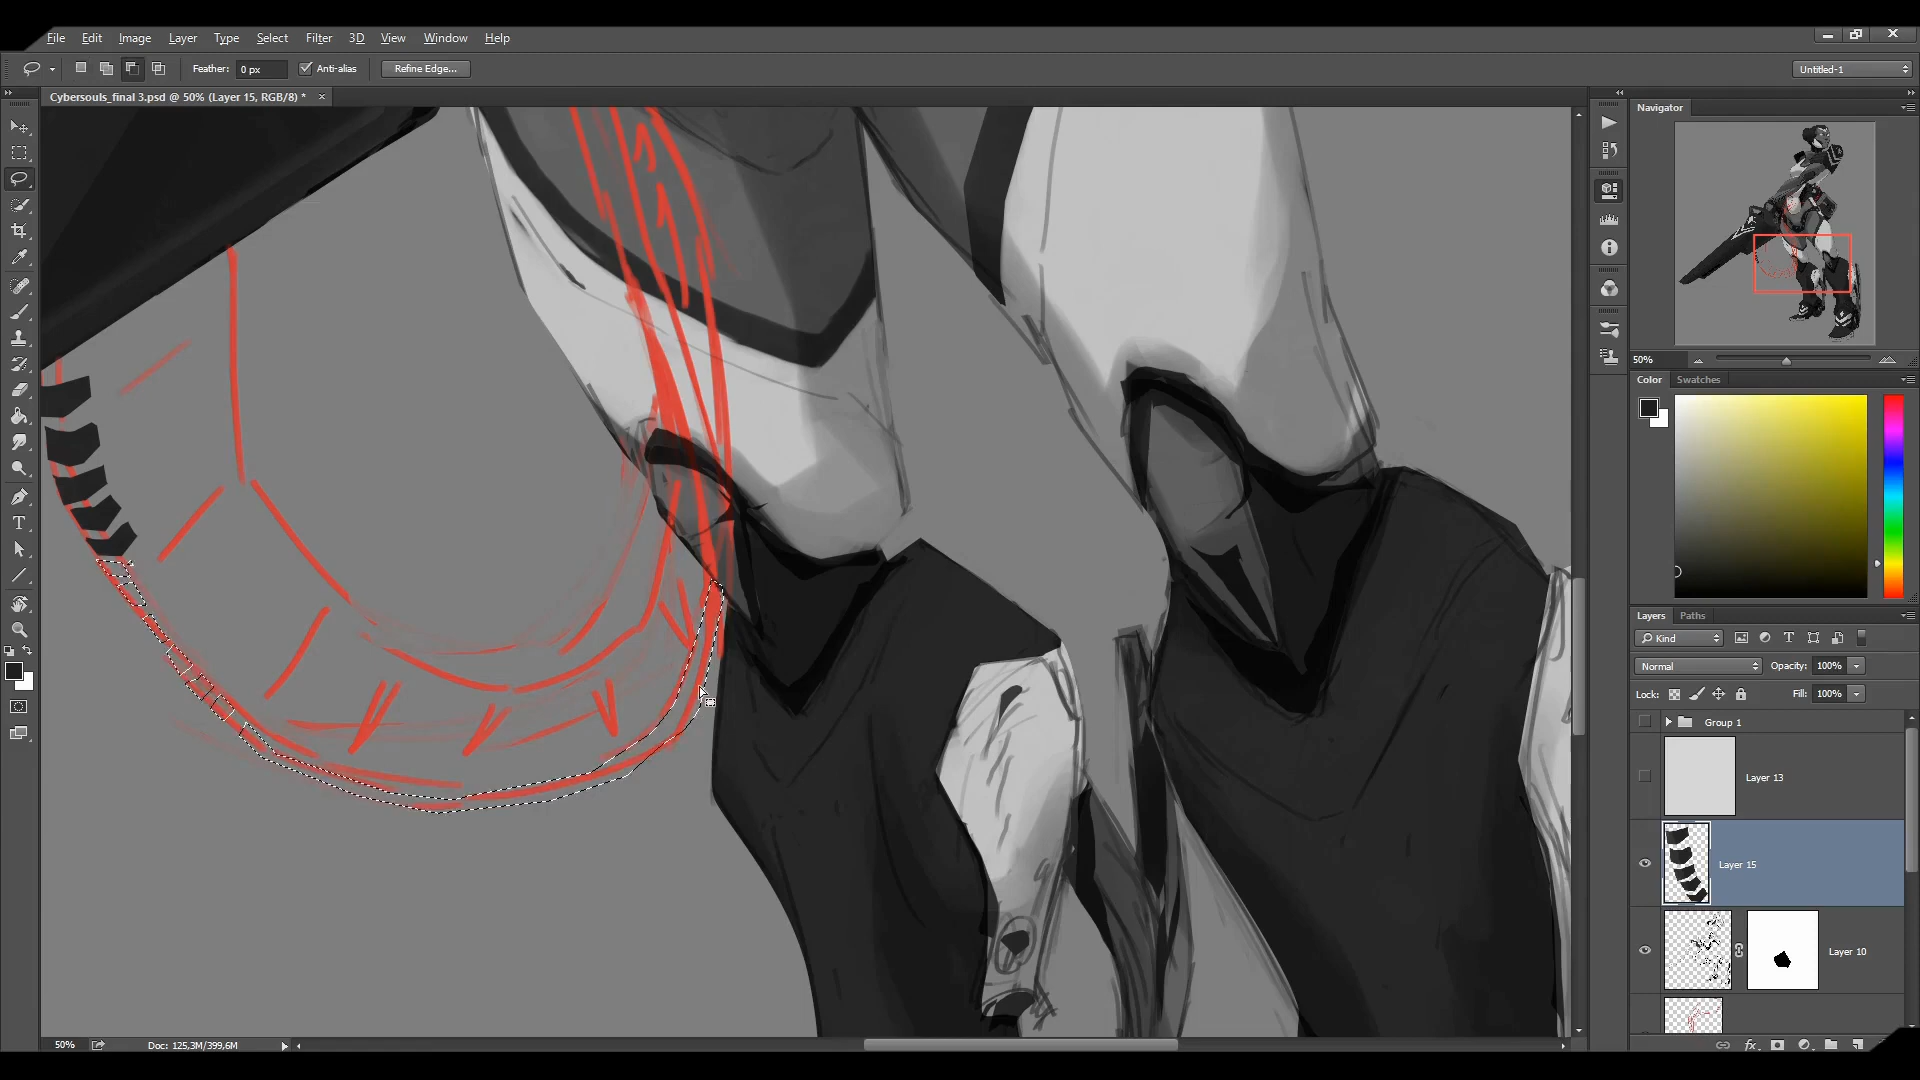 File Edit Image Layer Type Select Filter 3D View Window Help
Feather: 0 px Anti-alias Refine Edge... Untitled-1
Cybersouls_final 3.psd @ 50% (Layer 15, RGB/8) * ×
Navigator
50%
Color Swatches
Layers Paths
Kind
Normal Opacity: 100%
Lock: Fill: 100%
Group 1
Layer 13
Layer 15
Layer 10
50% Doc: 125,3M/399,6M